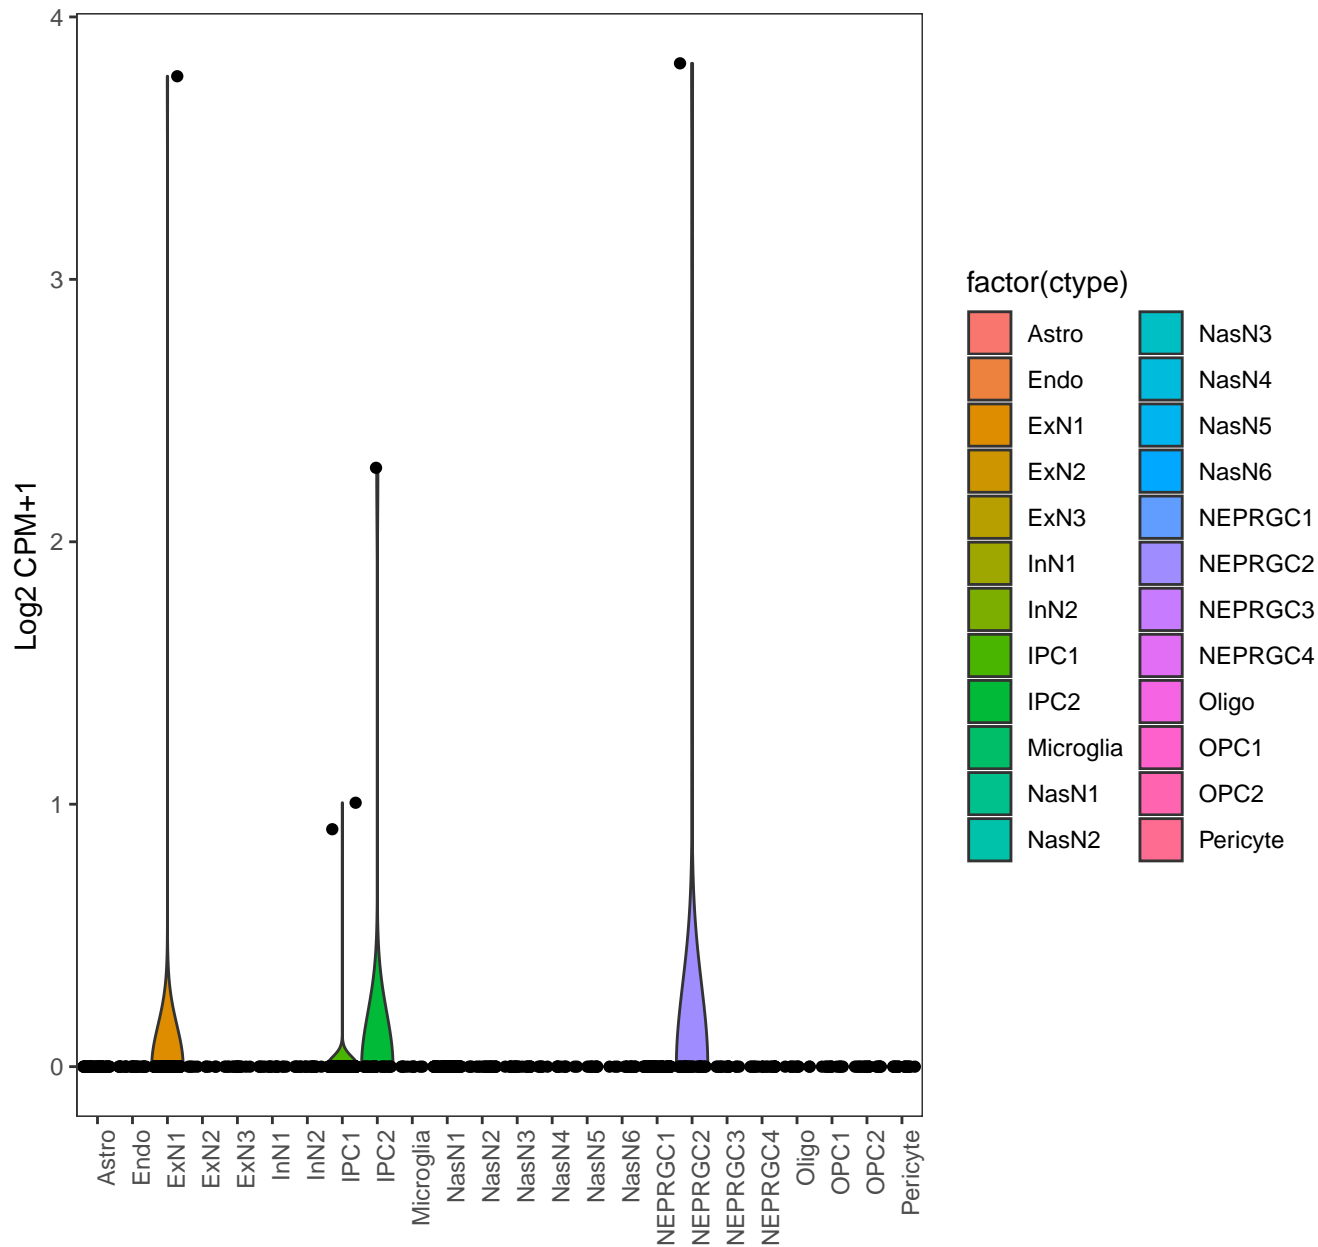 4
3
2
1
0
Log2 CPM+1
Astro
Endo
ExN1
ExN2
ExN3
InN1
InN2
IPC1
IPC2
Microglia
NasN1
NasN2
NasN3
NasN4
NasN5
NasN6
NEPRGC1
NEPRGC2
NEPRGC3
NEPRGC4
Oligo
OPC1
OPC2
Pericyte
factor(ctype)
Astro
Endo
ExN1
ExN2
ExN3
InN1
InN2
IPC1
IPC2
Microglia
NasN1
NasN2
NasN3
NasN4
NasN5
NasN6
NEPRGC1
NEPRGC2
NEPRGC3
NEPRGC4
Oligo
OPC1
OPC2
Pericyte